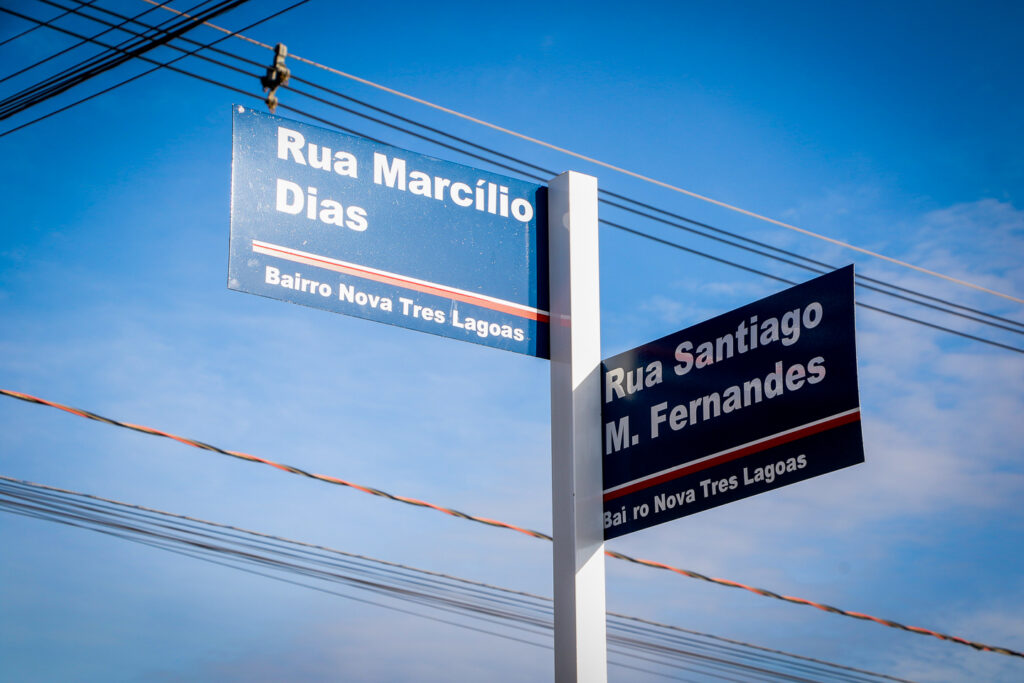 Rua Marcílio
Dias
Bairro Nova Tres Lagoas
Rua Santiago
M. Fernandes
Bai ro Nova Tres Lagoas